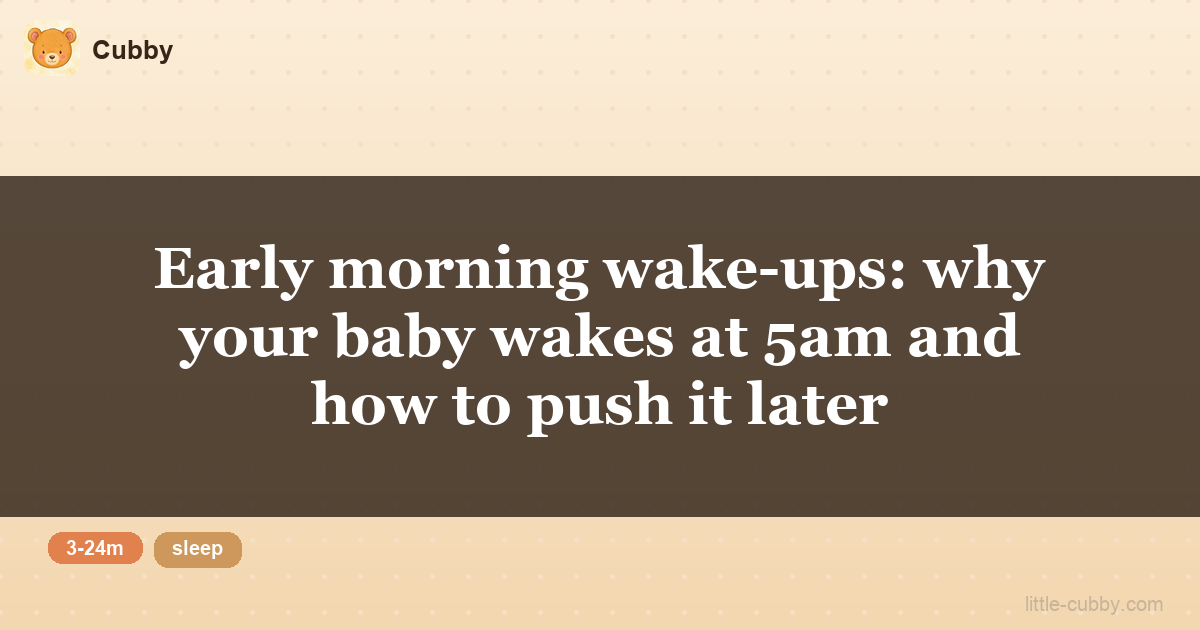 Cubby
Early morning wake-ups: why
your baby wakes at 5am and
how to push it later
3-24m
sleep
little-cubby.com